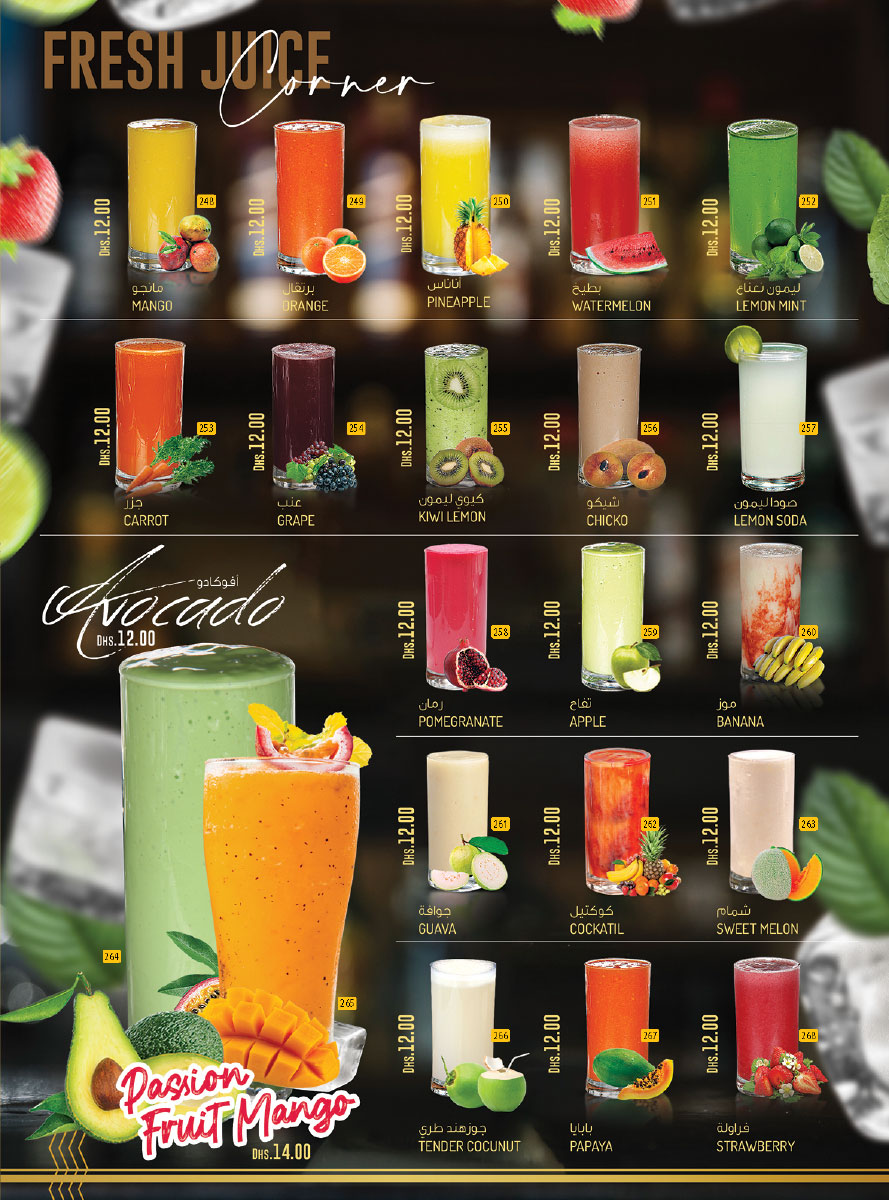 FRESH JUICE
Corner
DHS.12.00
248
مانجو
MANGO
DHS.12.00
249
برتقال
ORANGE
DHS.12.00
250
أناناس
PINEAPPLE
DHS.12.00
251
بطيخ
WATERMELON
DHS.12.00
252
ليمون نعناع
LEMON MINT
DHS.12.00
253
جزر
CARROT
DHS.12.00
254
عنب
GRAPE
DHS.12.00
255
كيوي ليمون
KIWI LEMON
DHS.12.00
256
شيكو
CHICKO
DHS.12.00
257
صودا ليمون
LEMON SODA
أفوكادو
Avocado
DHS.12.00
264
265
Passion
Fruit Mango
DHS.14.00
DHS.12.00
258
رمان
POMEGRANATE
DHS.12.00
259
تفاح
APPLE
DHS.12.00
260
موز
BANANA
DHS.12.00
261
جوافة
GUAVA
DHS.12.00
262
كوكتيل
COCKATIL
DHS.12.00
263
شمام
SWEET MELON
DHS.12.00
266
جوزهند طري
TENDER COCUNUT
DHS.12.00
267
بابايا
PAPAYA
DHS.12.00
268
فراولة
STRAWBERRY